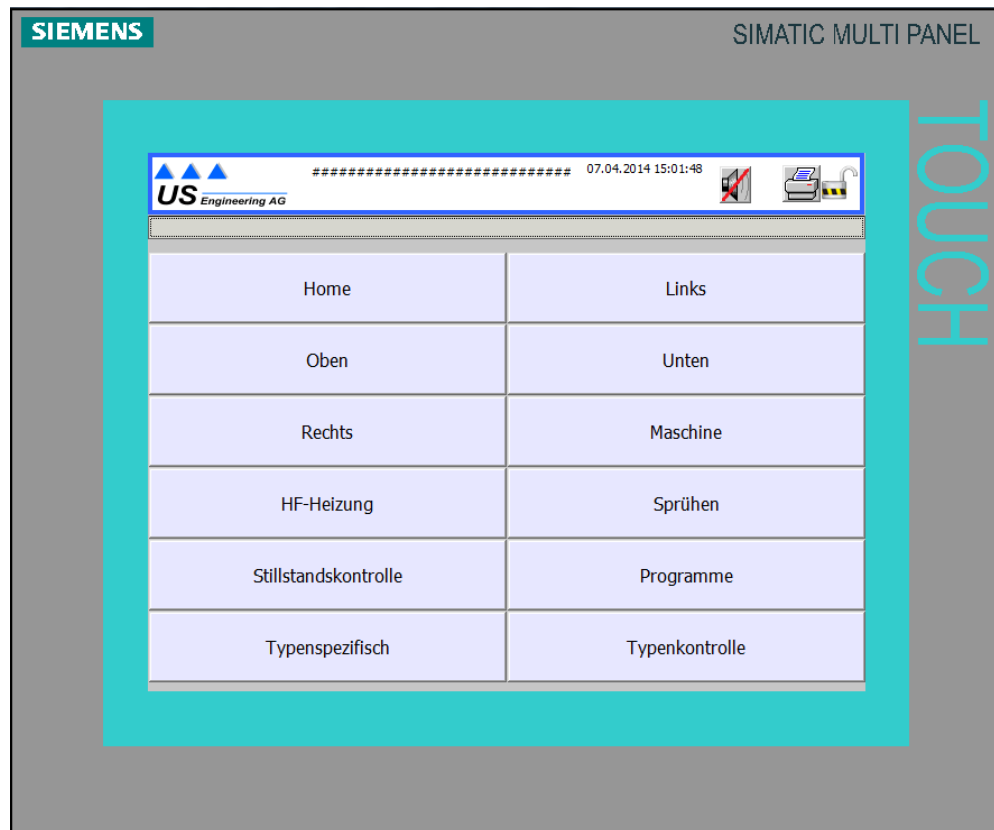 SIEMENS
SIMATIC MULTI PANEL
TOUCH
US Engineering AG
############################# 07.04.2014 15:01:48
Home
Links
Oben
Unten
Rechts
Maschine
HF-Heizung
Sprühen
Stillstandskontrolle
Programme
Typenspezifisch
Typenkontrolle